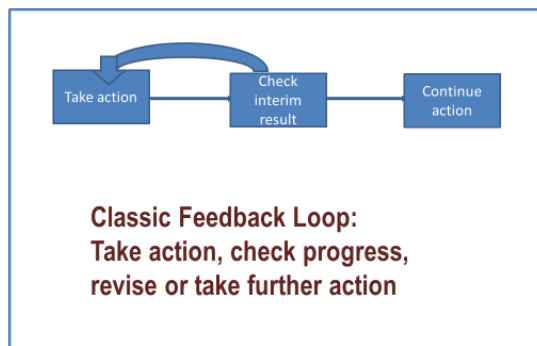 Take action
Check
interim
result
Continue
action
Classic Feedback Loop:
Take action, check progress,
revise or take further action